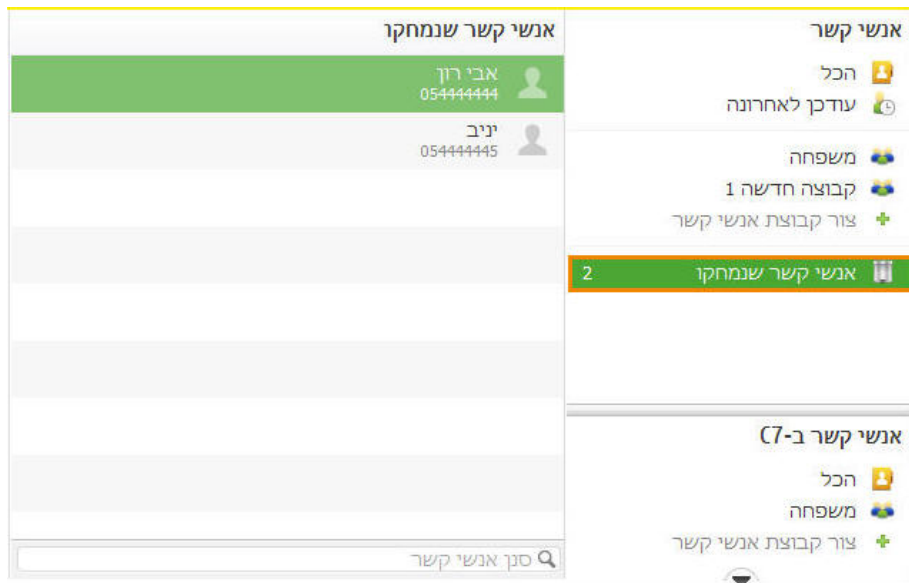 אנשי קשר
הכל
עודכן לאחרונה
משפחה
קבוצה חדשה 1
צור קבוצת אנשי קשר
אנשי קשר שנמחקו 2
אנשי קשר ב-C7
הכל
משפחה
צור קבוצת אנשי קשר
אנשי קשר שנמחקו
אבי רון
054444444
יניב
054444445
סנן אנשי קשר